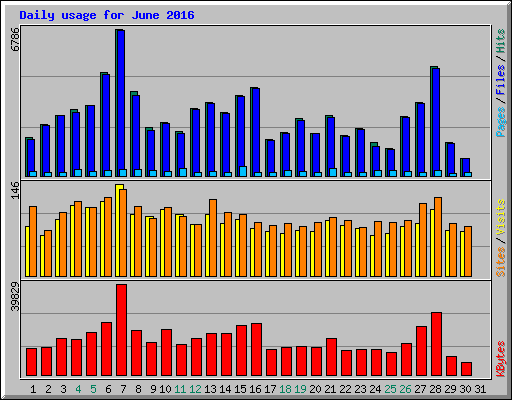 Daily usage for June 2016
6786
Pages / Files / Hits
146
Sites / Visits
39829
KBytes
1 2 3 4 5 6 7 8 9 10 11 12 13 14 15 16 17 18 19 20 21 22 23 24 25 26 27 28 29 30 31